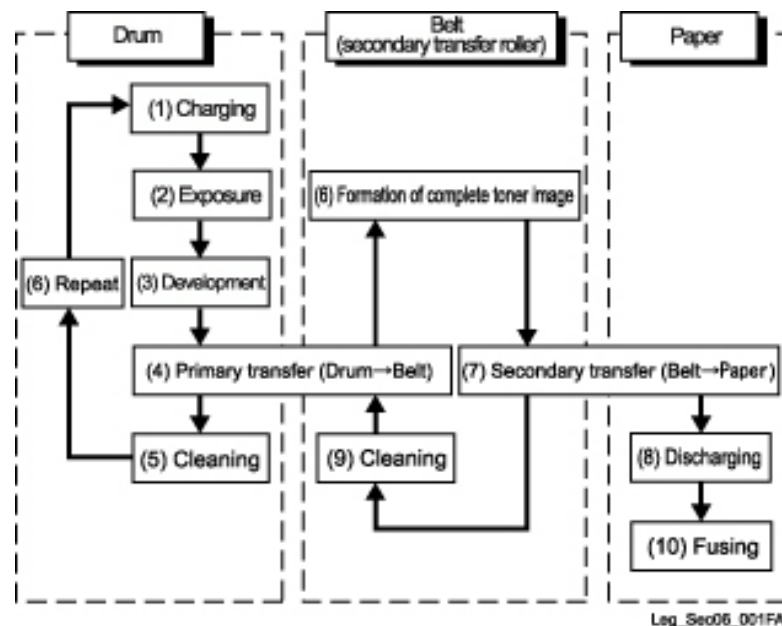 Drum
Belt
(secondary transfer roller)
Paper
(1) Charging
(2) Exposure
(6) Formation of complete toner image
(6) Repeat
(3) Development
(4) Primary transfer (Drum→Belt)
(7) Secondary transfer (Belt→Paper)
(5) Cleaning
(9) Cleaning
(8) Discharging
(10) Fusing
Leg_Sec06_001FA